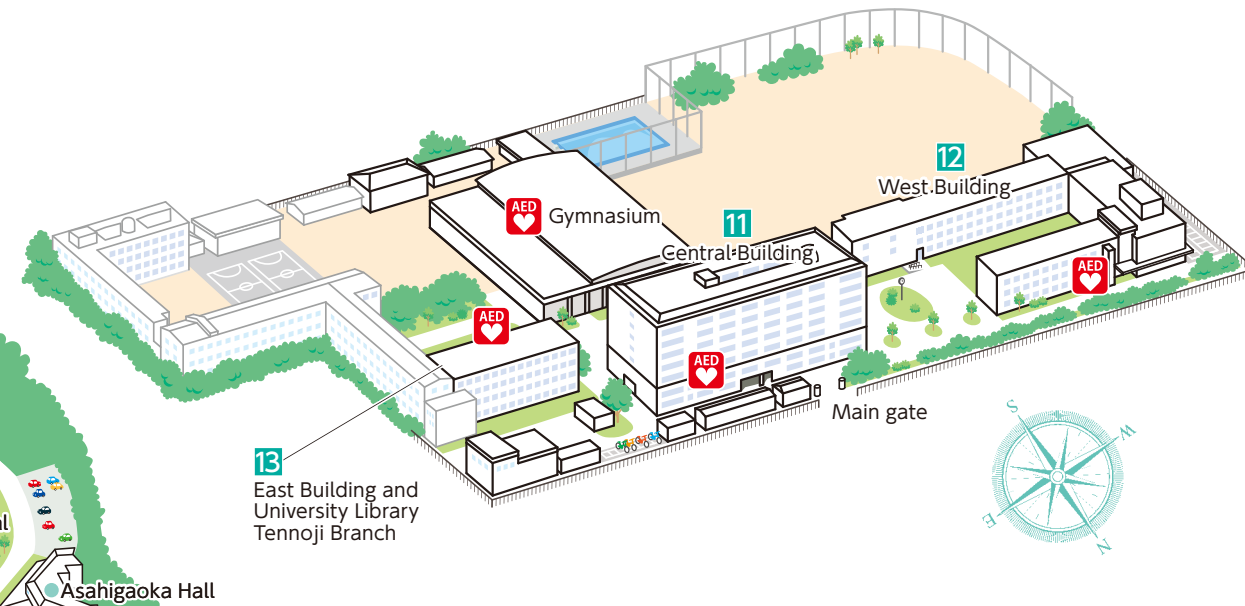 12
West Building
AED
Gymnasium
11
Central Building
AED
AED
AED
Main gate
S
W
E
N
13
East Building and
University Library
Tennoji Branch
Asahigaoka Hall